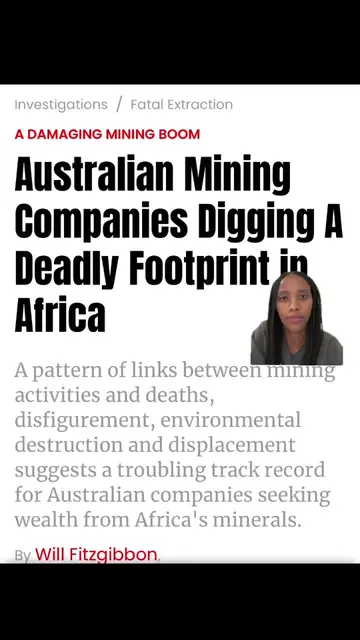 Investigations / Fatal Extraction
A DAMAGING MINING BOOM
Australian Mining
Companies Digging A
Deadly Footprint in
Africa
A pattern of links between mining
activities and deaths,
disfigurement, environmental
destruction and displacement
suggests a troubling track record
for Australian companies seeking
wealth from Africa's minerals.
By Will Fitzgibbon,